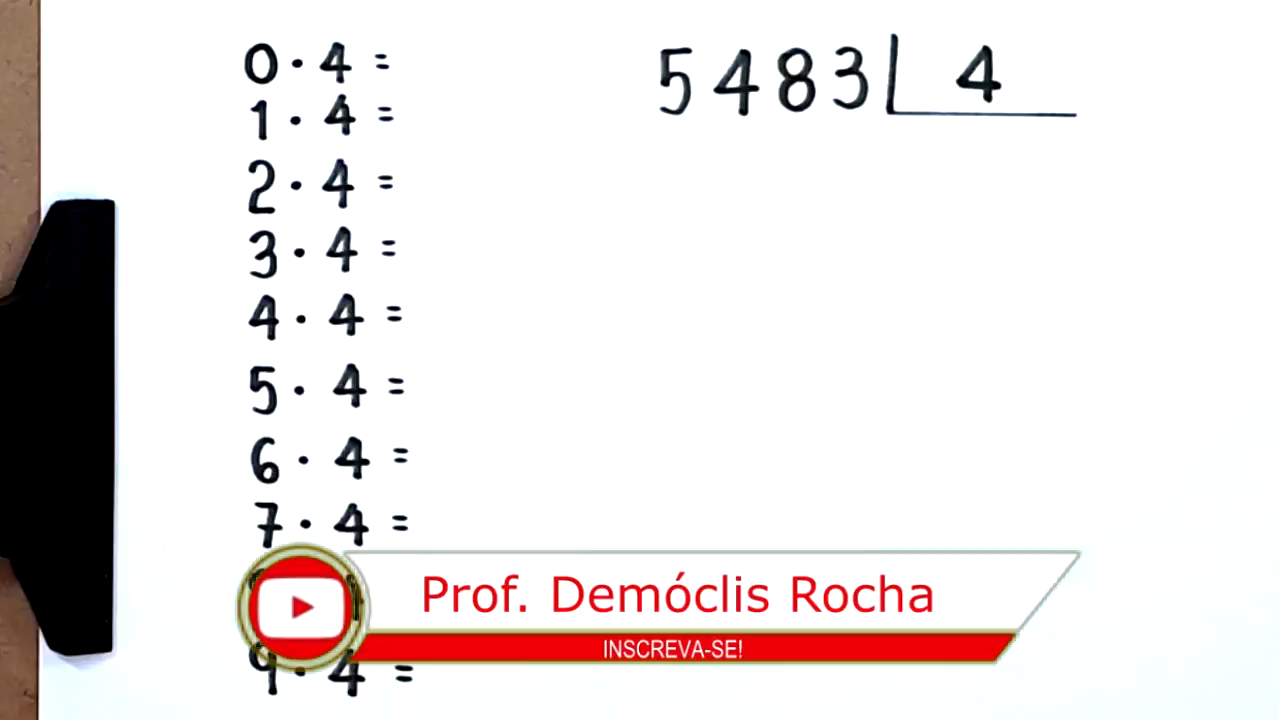 0 · 4 =
1 · 4 =
2 · 4 =
3 · 4 =
4 · 4 =
5 · 4 =
6 · 4 =
7 · 4 =
9 · 4 =
5483 4
Prof. Demóclis Rocha
INSCREVA-SE!